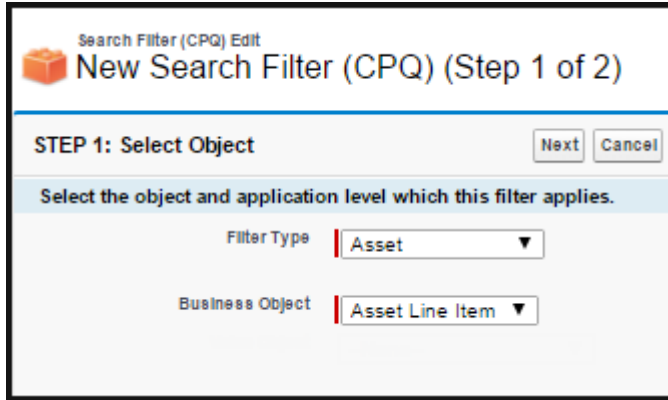 Search Filter (CPQ) Edit
New Search Filter (CPQ) (Step 1 of 2)
STEP 1: Select Object
Next
Cancel
Select the object and application level which this filter applies.
Filter Type
Asset
Business Object
Asset Line Item